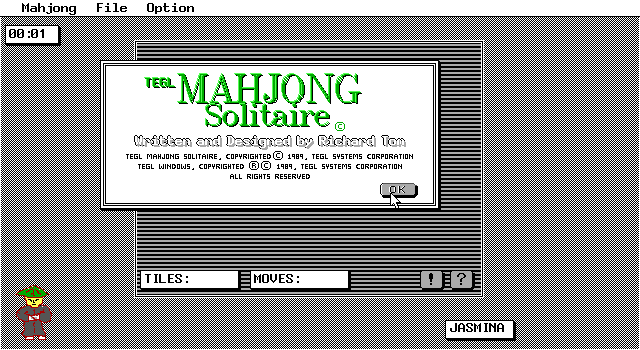 Mahjong File Option
00:01
TEGL MAHJONG
Solitaire ©
Written and Designed by Richard Ton
TEGL MAHJONG SOLITAIRE, COPYRIGHTED © 1989, TEGL SYSTEMS CORPORATION
TEGL WINDOWS, COPYRIGHTED ® © 1989, TEGL SYSTEMS CORPORATION
ALL RIGHTS RESERVED
OK
TILES: MOVES: ! ?
JASMINA